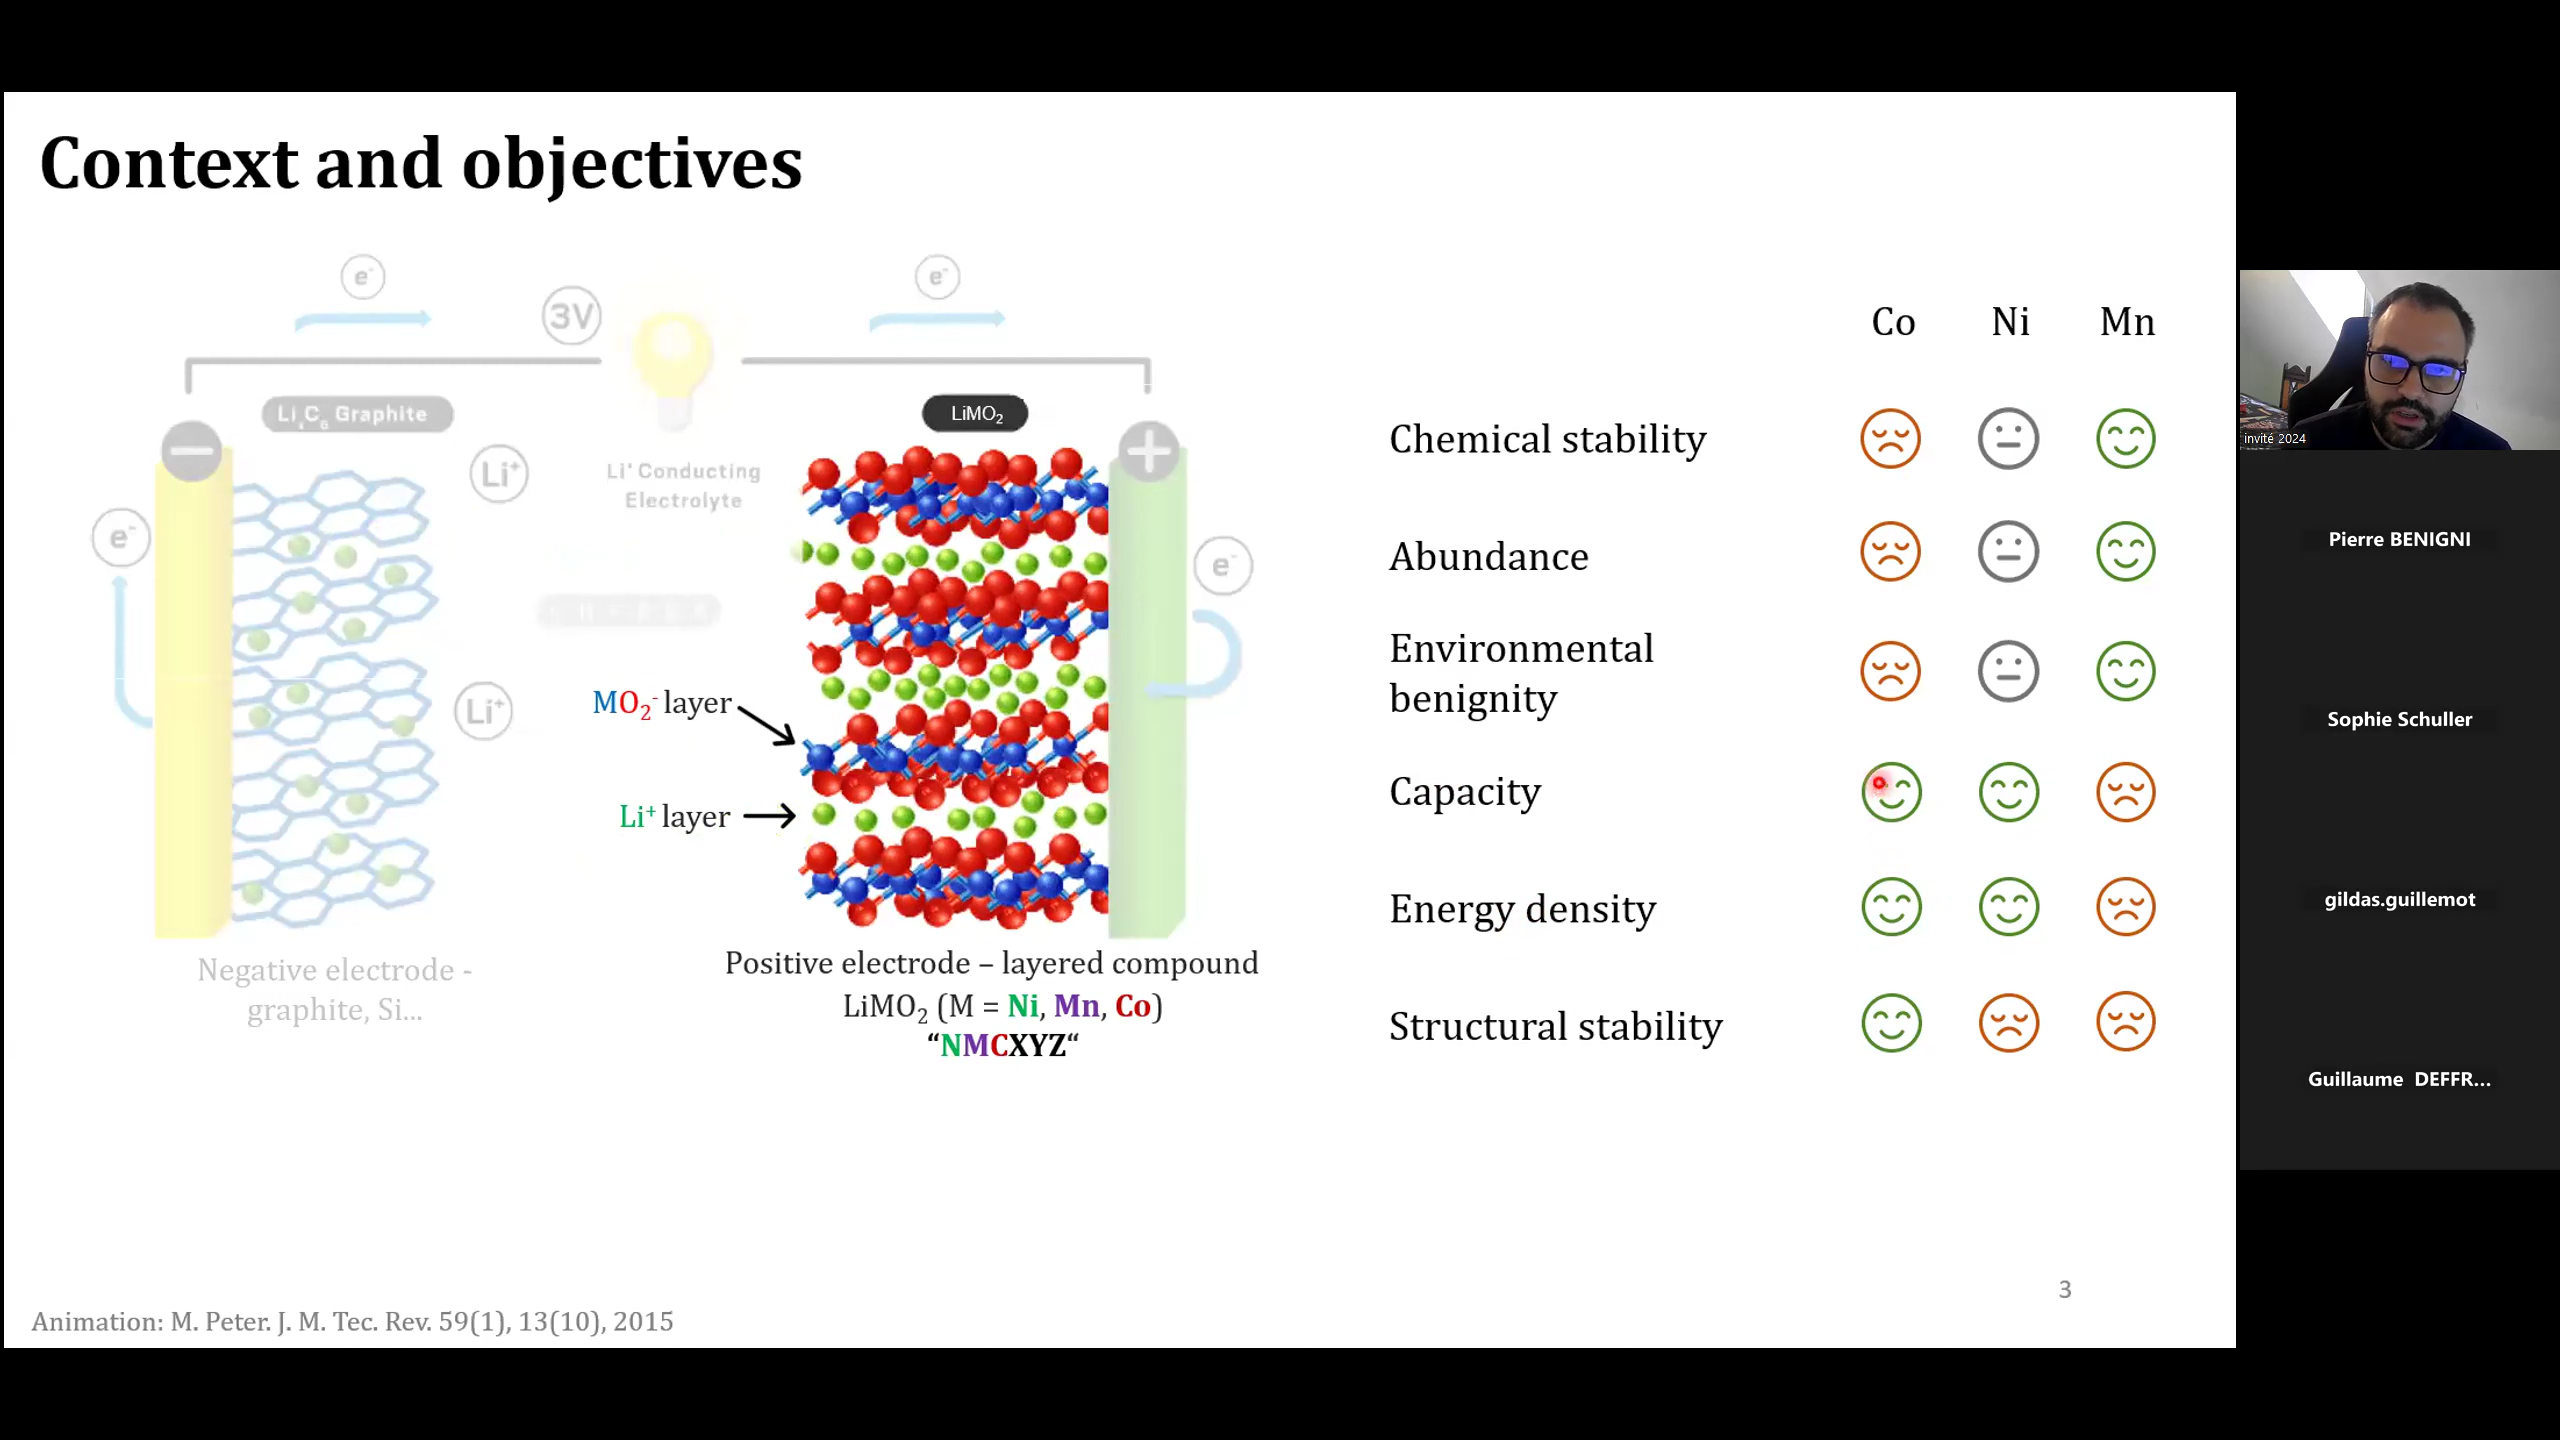 Context and objectives
e⁻
e⁻
3V
LiₓC₆ Graphite
LiMO₂
Li⁺
Li⁺ Conducting
Electrolyte
e⁻
e⁻
MO₂⁻ layer
Li⁺
Li⁺ layer
Negative electrode -
graphite, Si...
Positive electrode – layered compound
LiMO₂ (M = Ni, Mn, Co)
“NMCXYZ“
Co Ni Mn
Chemical stability
Abundance
Environmental
benignity
Capacity
Energy density
Structural stability
3
Animation: M. Peter. J. M. Tec. Rev. 59(1), 13(10), 2015
invité 2024
Pierre BENIGNI
Sophie Schuller
gildas.guillemot
Guillaume DEFFR...